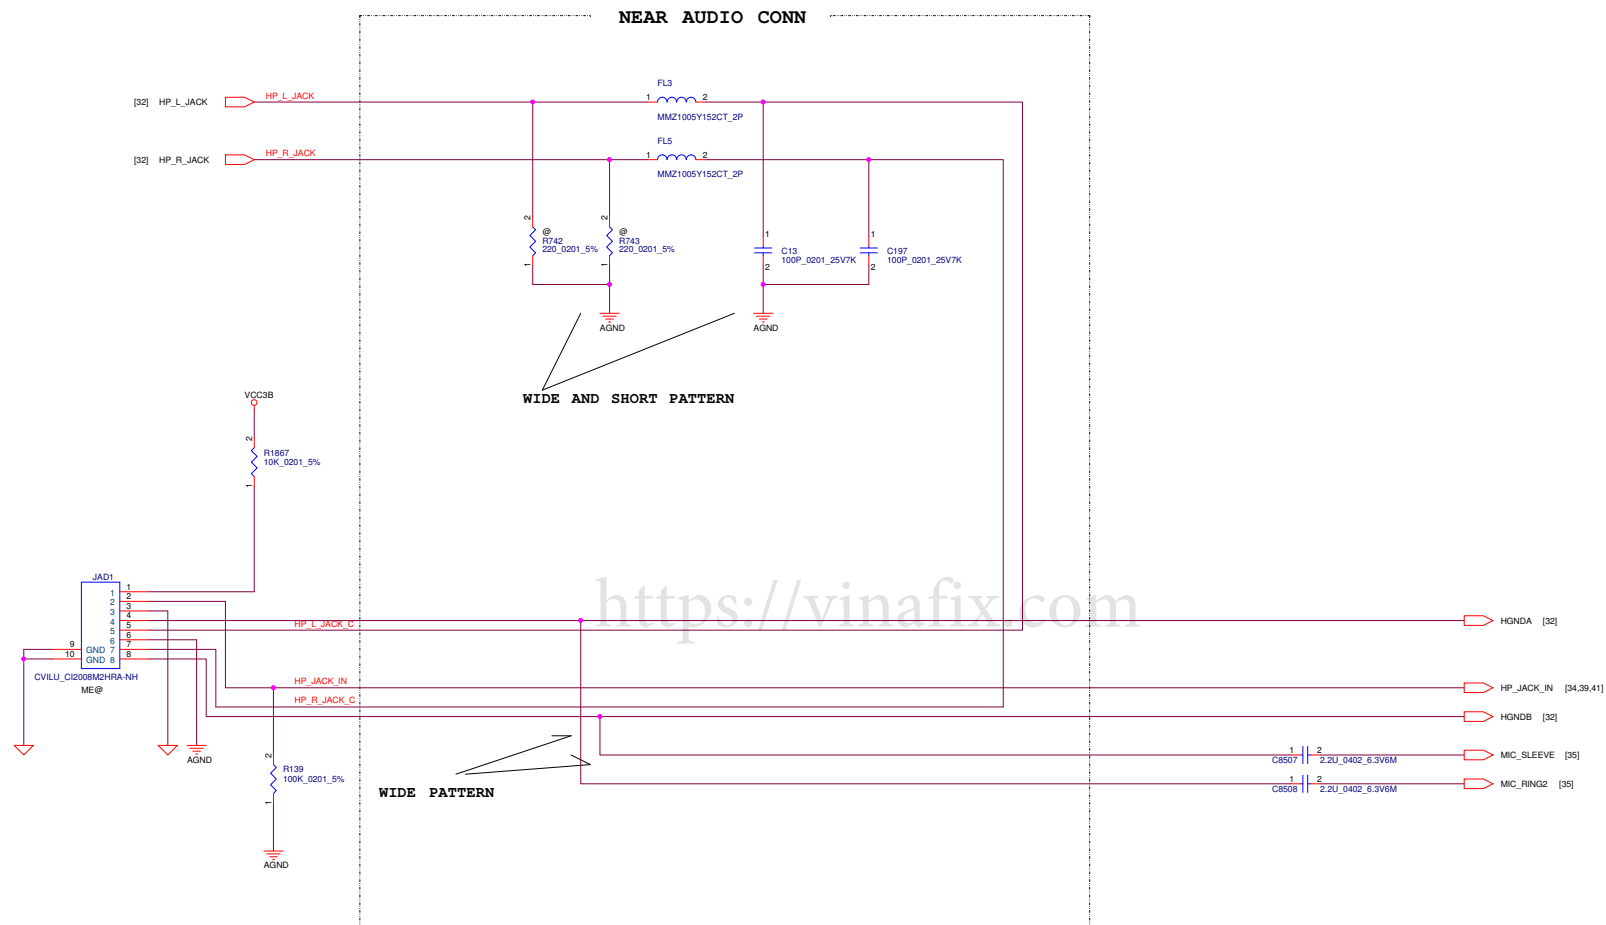 NEAR AUDIO CONN
FL3
[32] HP_L_JACK
HP_L_JACK
1 2
MMZ1005Y152CT_2P
FL5
[32] HP_R_JACK
HP_R_JACK
1 2
MMZ1005Y152CT_2P
2 2 1 1
@ @
R742 R743
220_0201_5% 220_0201_5%
C13 C197
100P_0201_25V7K 100P_0201_25V7K
1 1 2 2
AGND AGND
WIDE AND SHORT PATTERN
VCC3B
2
R1867
10K_0201_5%
1
https://vinafix.com
JAD1
1 1
2 2
3 3
4 4
5 5
6 6
9 GND 7 7
10 GND 8 8
CVILU_CI2008M2HRA-NH
ME@
HP_L_JACK_C
HGNDA [32]
HP_JACK_IN
HP_JACK_IN [34,39,41]
HP_R_JACK_C
HGNDB [32]
AGND
2
R139
100K_0201_5%
1
AGND
WIDE PATTERN
1 2
C8507 2.2U_0402_6.3V6M
MIC_SLEEVE [35]
1 2
C8508 2.2U_0402_6.3V6M
MIC_RING2 [35]